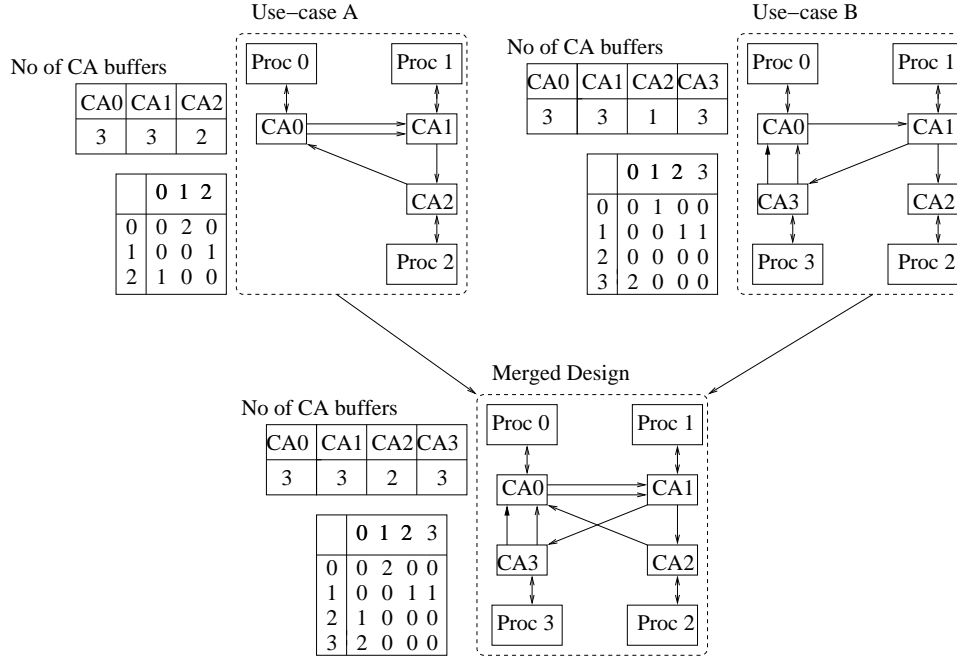 Use-case A
No of CA buffers
CA0 CA1 CA2
3 3 2
0 1 2
0 0 2 0
1 0 0 1
2 1 0 0
Proc 0
Proc 1
CA0
CA1
CA2
Proc 2
Use-case B
No of CA buffers
CA0 CA1 CA2 CA3
3 3 1 3
0 1 2 3
0 0 1 0 0
1 0 0 1 1
2 0 0 0 0
3 2 0 0 0
Proc 0
Proc 1
CA0
CA1
CA3
CA2
Proc 3
Proc 2
Merged Design
No of CA buffers
CA0 CA1 CA2 CA3
3 3 2 3
0 1 2 3
0 0 2 0 0
1 0 0 1 1
2 1 0 0 0
3 2 0 0 0
Proc 0
Proc 1
CA0
CA1
CA3
CA2
Proc 3
Proc 2